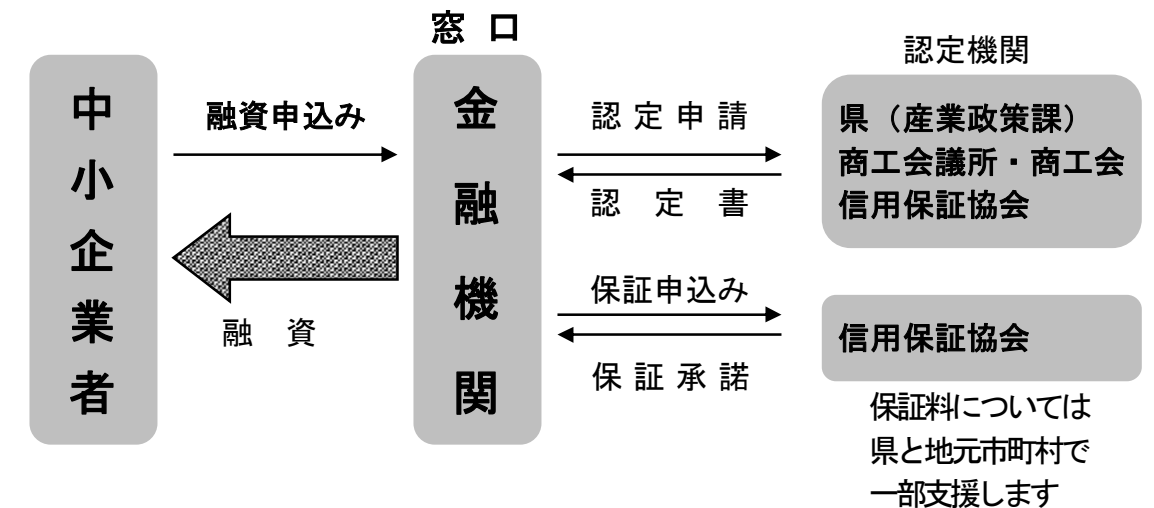 窓 口
認定機関
中小企業者
融資申込み
融 資
金融機関
認 定 申 請
認 定 書
保証申込み
保 証 承 諾
県（産業政策課）
商工会議所・商工会
信用保証協会
信用保証協会
保証料については
県と地元市町村で
一部支援します